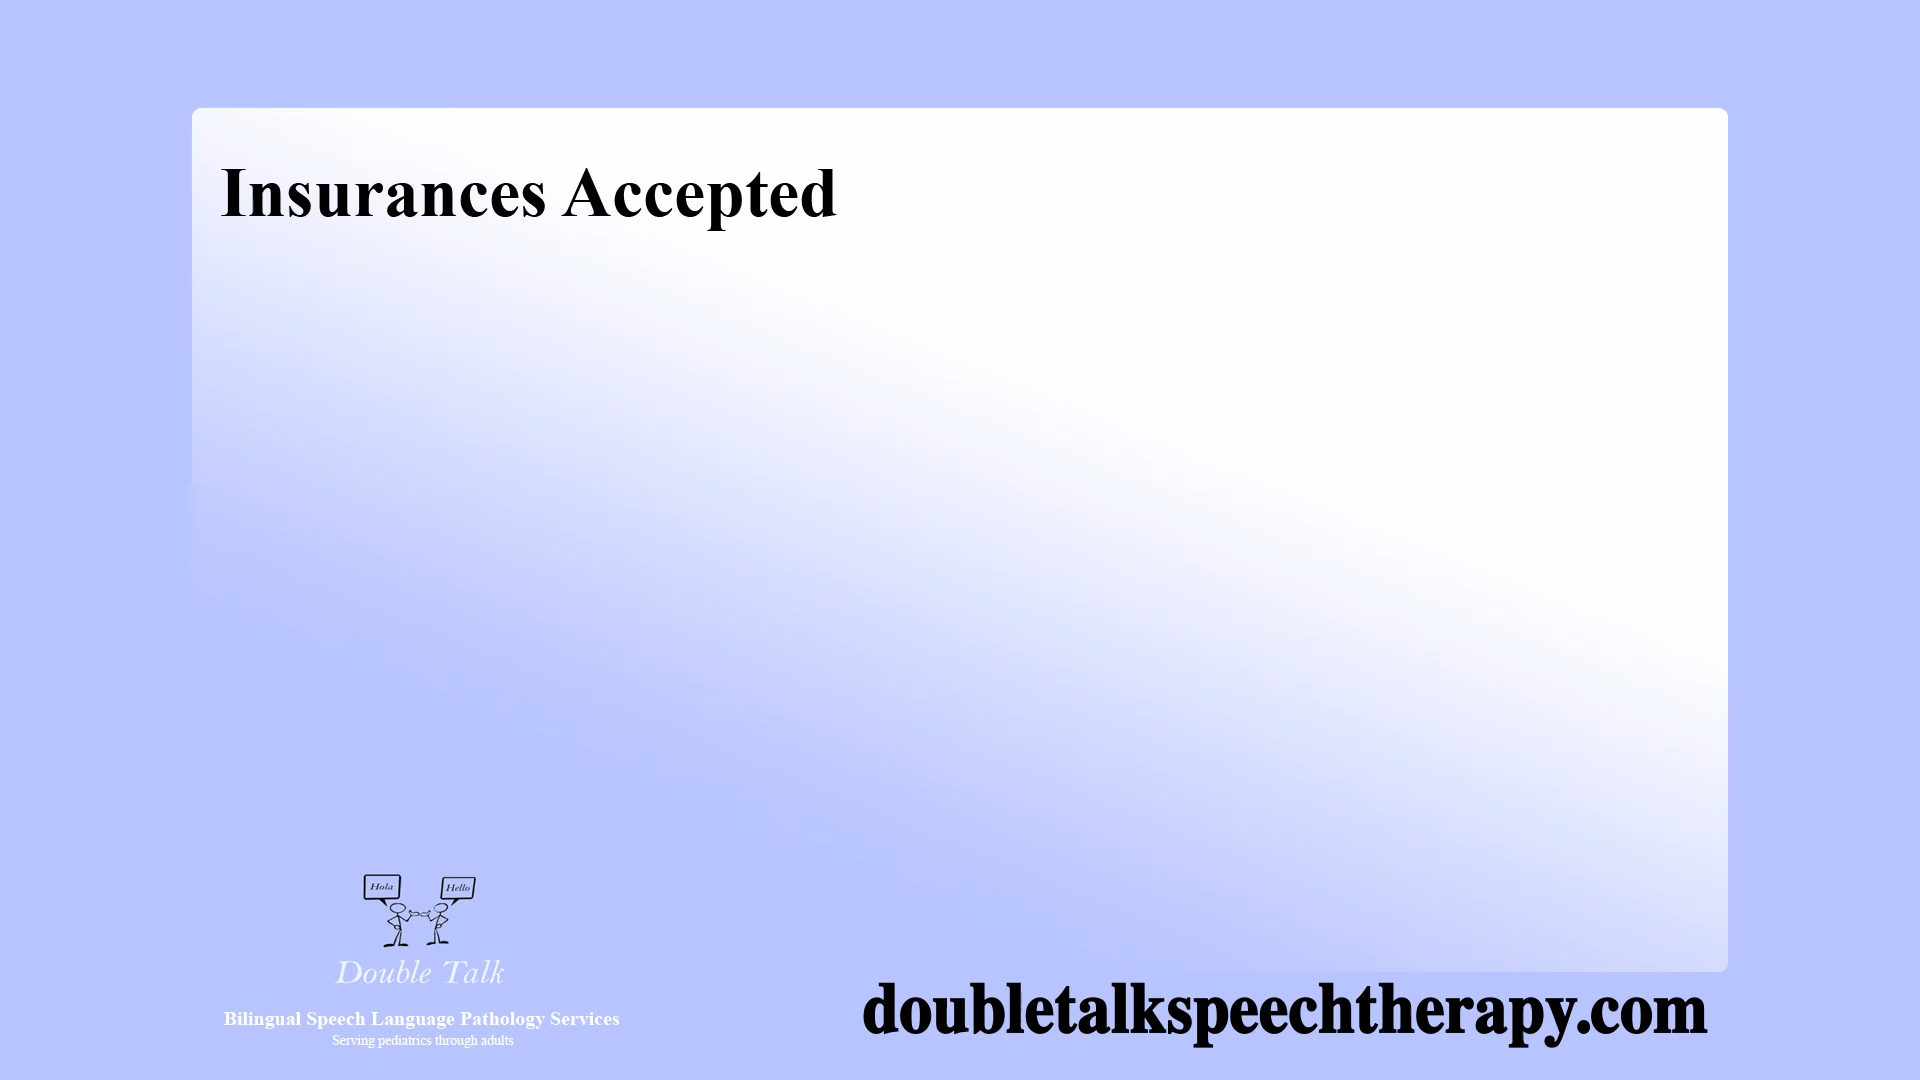 Insurances Accepted
Hola
Hello
Double Talk
Bilingual Speech Language Pathology Services
Serving pediatrics through adults
doubletalkspeechtherapy.com